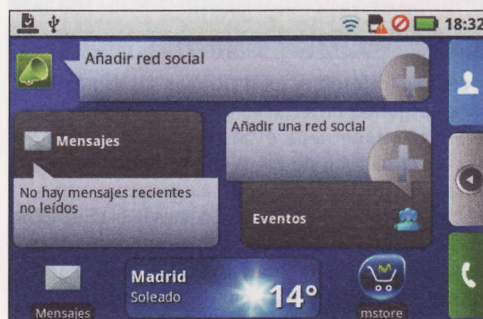 18:32
Añadir red social
Mensajes
Añadir una red social
No hay mensajes recientes
no leídos
Eventos
Madrid
Soleado
14°
Mensajes
mstore